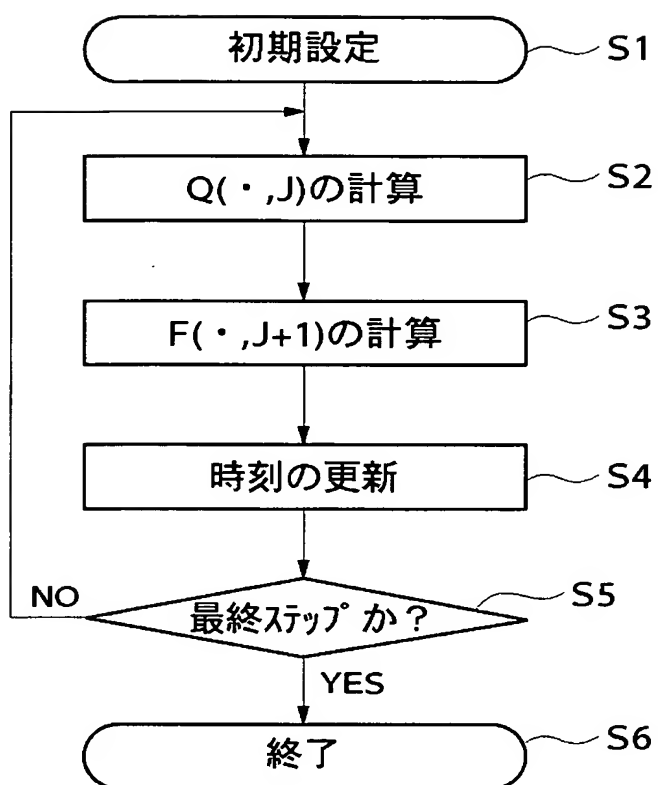 初期設定
S1
Q(・,J)の計算
S2
F(・,J+1)の計算
S3
時刻の更新
S4
NO
最終ステップか?
S5
YES
終了
S6